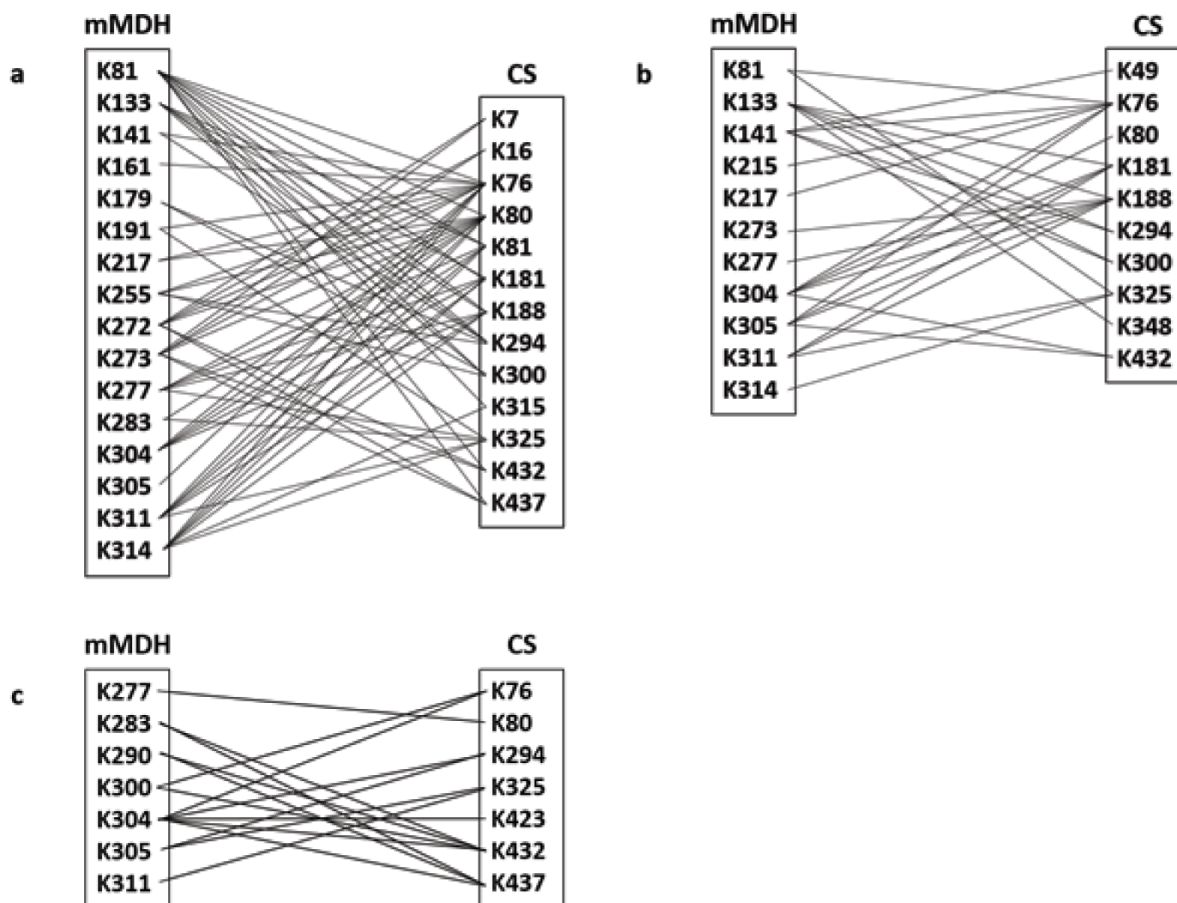 a
mMDH
K81
K133
K141
K161
K179
K191
K217
K255
K272
K273
K277
K283
K304
K305
K311
K314
CS
K7
K16
K76
K80
K81
K181
K188
K294
K300
K315
K325
K432
K437
b
mMDH
K81
K133
K141
K215
K217
K273
K277
K304
K305
K311
K314
CS
K49
K76
K80
K181
K188
K294
K300
K325
K348
K432
c
mMDH
K277
K283
K290
K300
K304
K305
K311
CS
K76
K80
K294
K325
K423
K432
K437